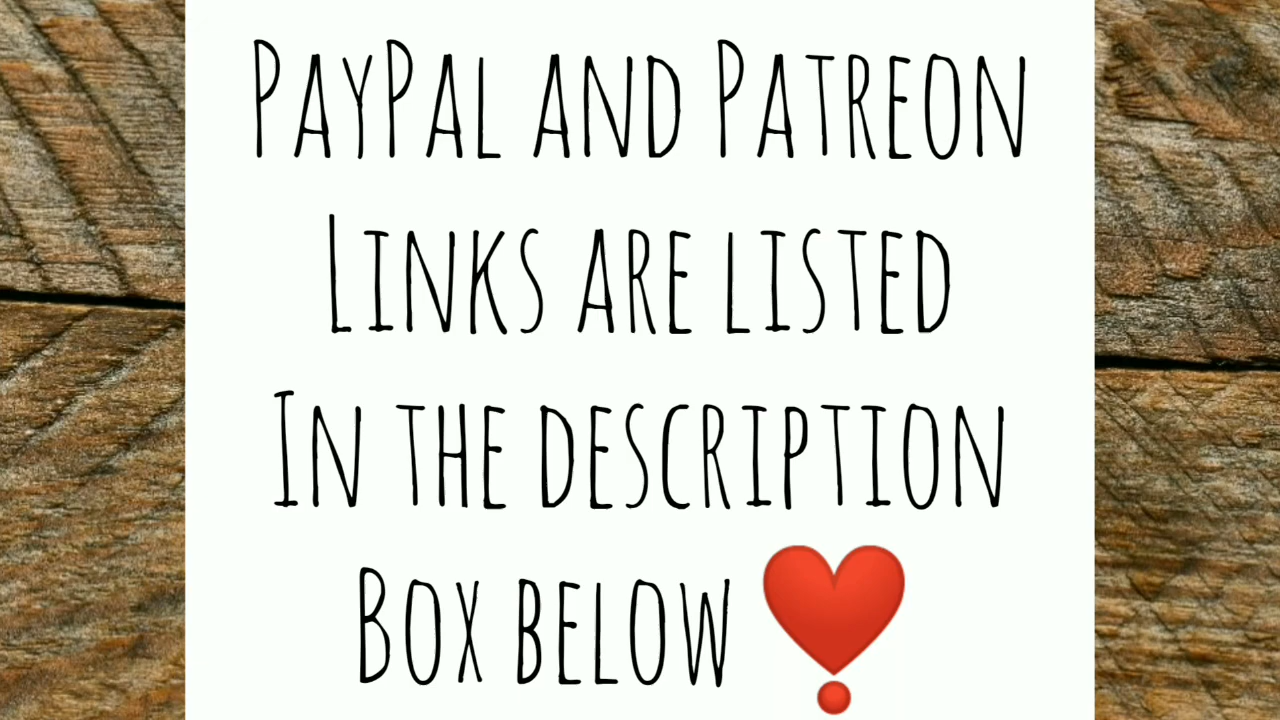 PayPal and Patreon
Links are listed
In the description
Box below ❣️